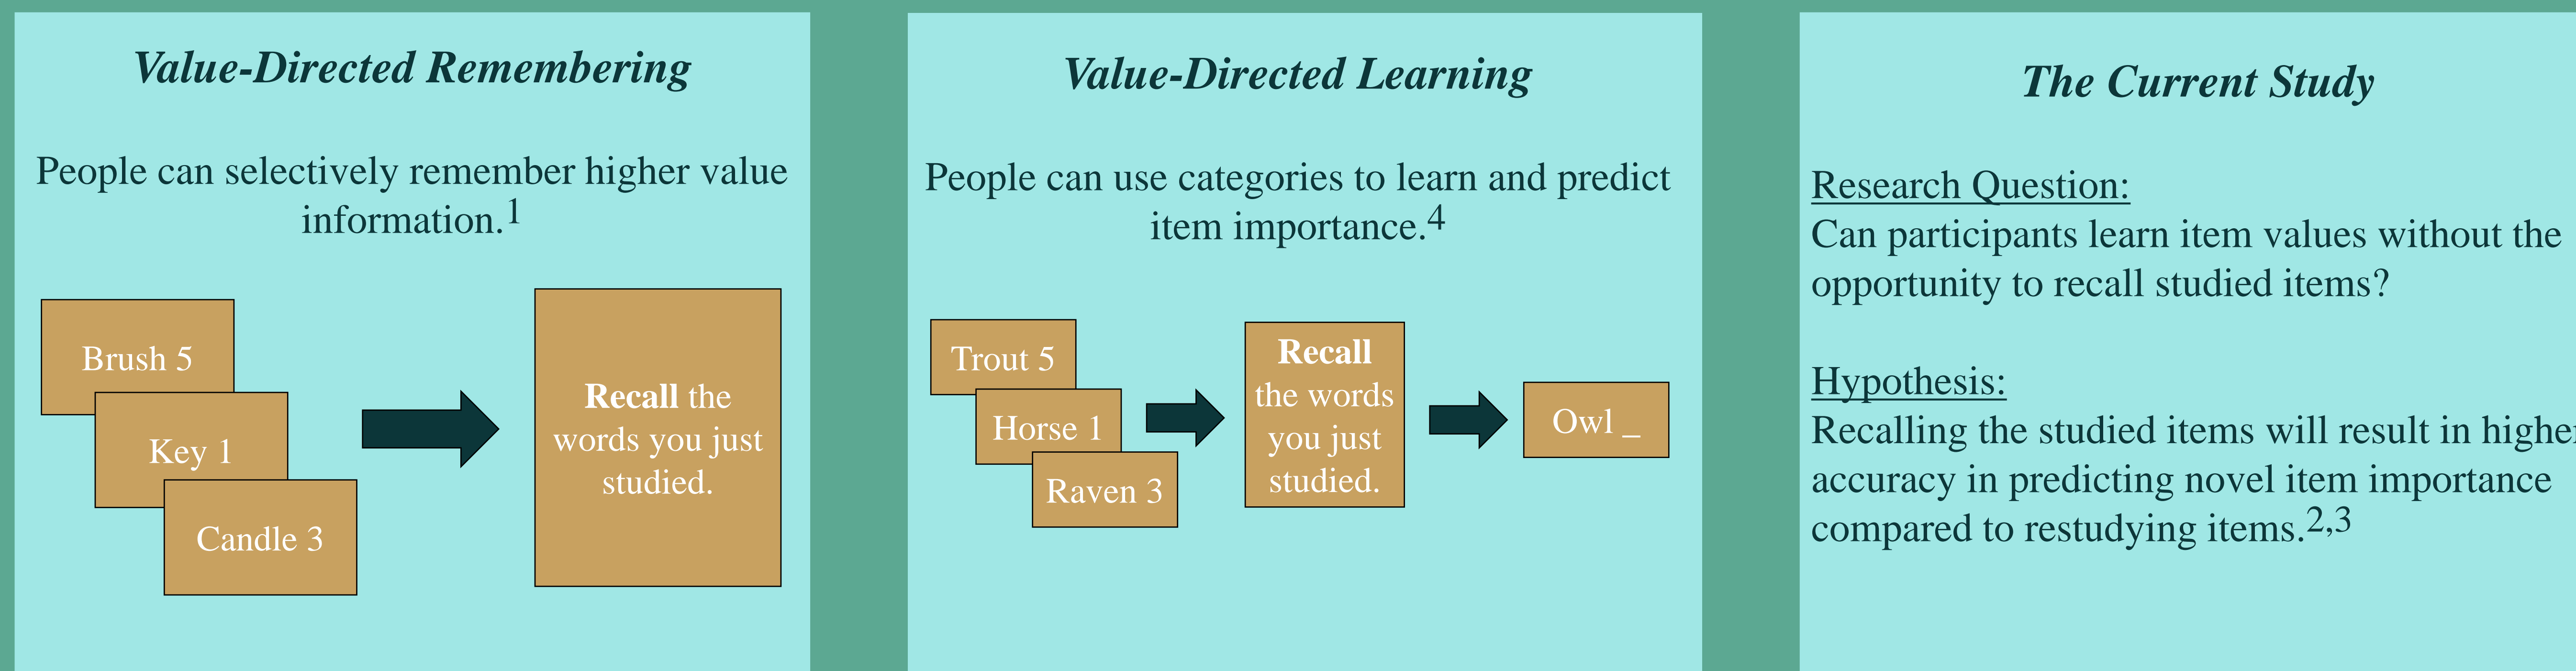 Value-Directed Remembering
People can selectively remember higher value
information.1
Brush 5
Key 1
Candle 3
Recall the
words you just
studied.
Value-Directed Learning
People can use categories to learn and predict
item importance.4
Trout 5
Horse 1
Raven 3
Recall
the words
you just
studied.
Owl _
The Current Study
Research Question:
Can participants learn item values without the
opportunity to recall studied items?
Hypothesis:
Recalling the studied items will result in higher
accuracy in predicting novel item importance
compared to restudying items.2,3